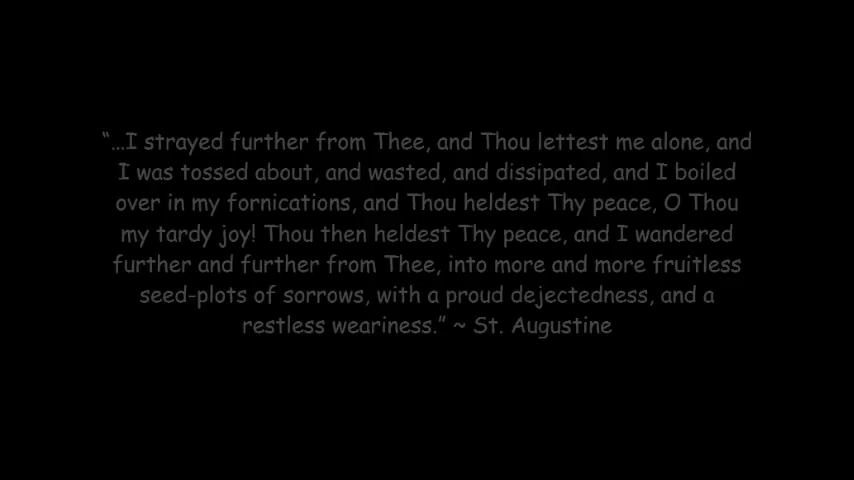 “...I strayed further from Thee, and Thou lettest me alone, and
I was tossed about, and wasted, and dissipated, and I boiled
over in my fornications, and Thou heldest Thy peace, O Thou
my tardy joy! Thou then heldest Thy peace, and I wandered
further and further from Thee, into more and more fruitless
seed-plots of sorrows, with a proud dejectedness, and a
restless weariness.” ~ St. Augustine